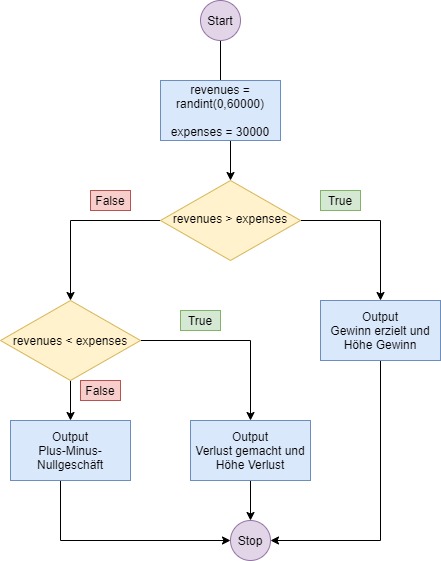 Start
revenues =
randint(0,60000)
expenses = 30000
False
True
revenues > expenses
True
Output
Gewinn erzielt und
Höhe Gewinn
revenues < expenses
False
Output
Plus-Minus-
Nullgeschäft
Output
Verlust gemacht und
Höhe Verlust
Stop